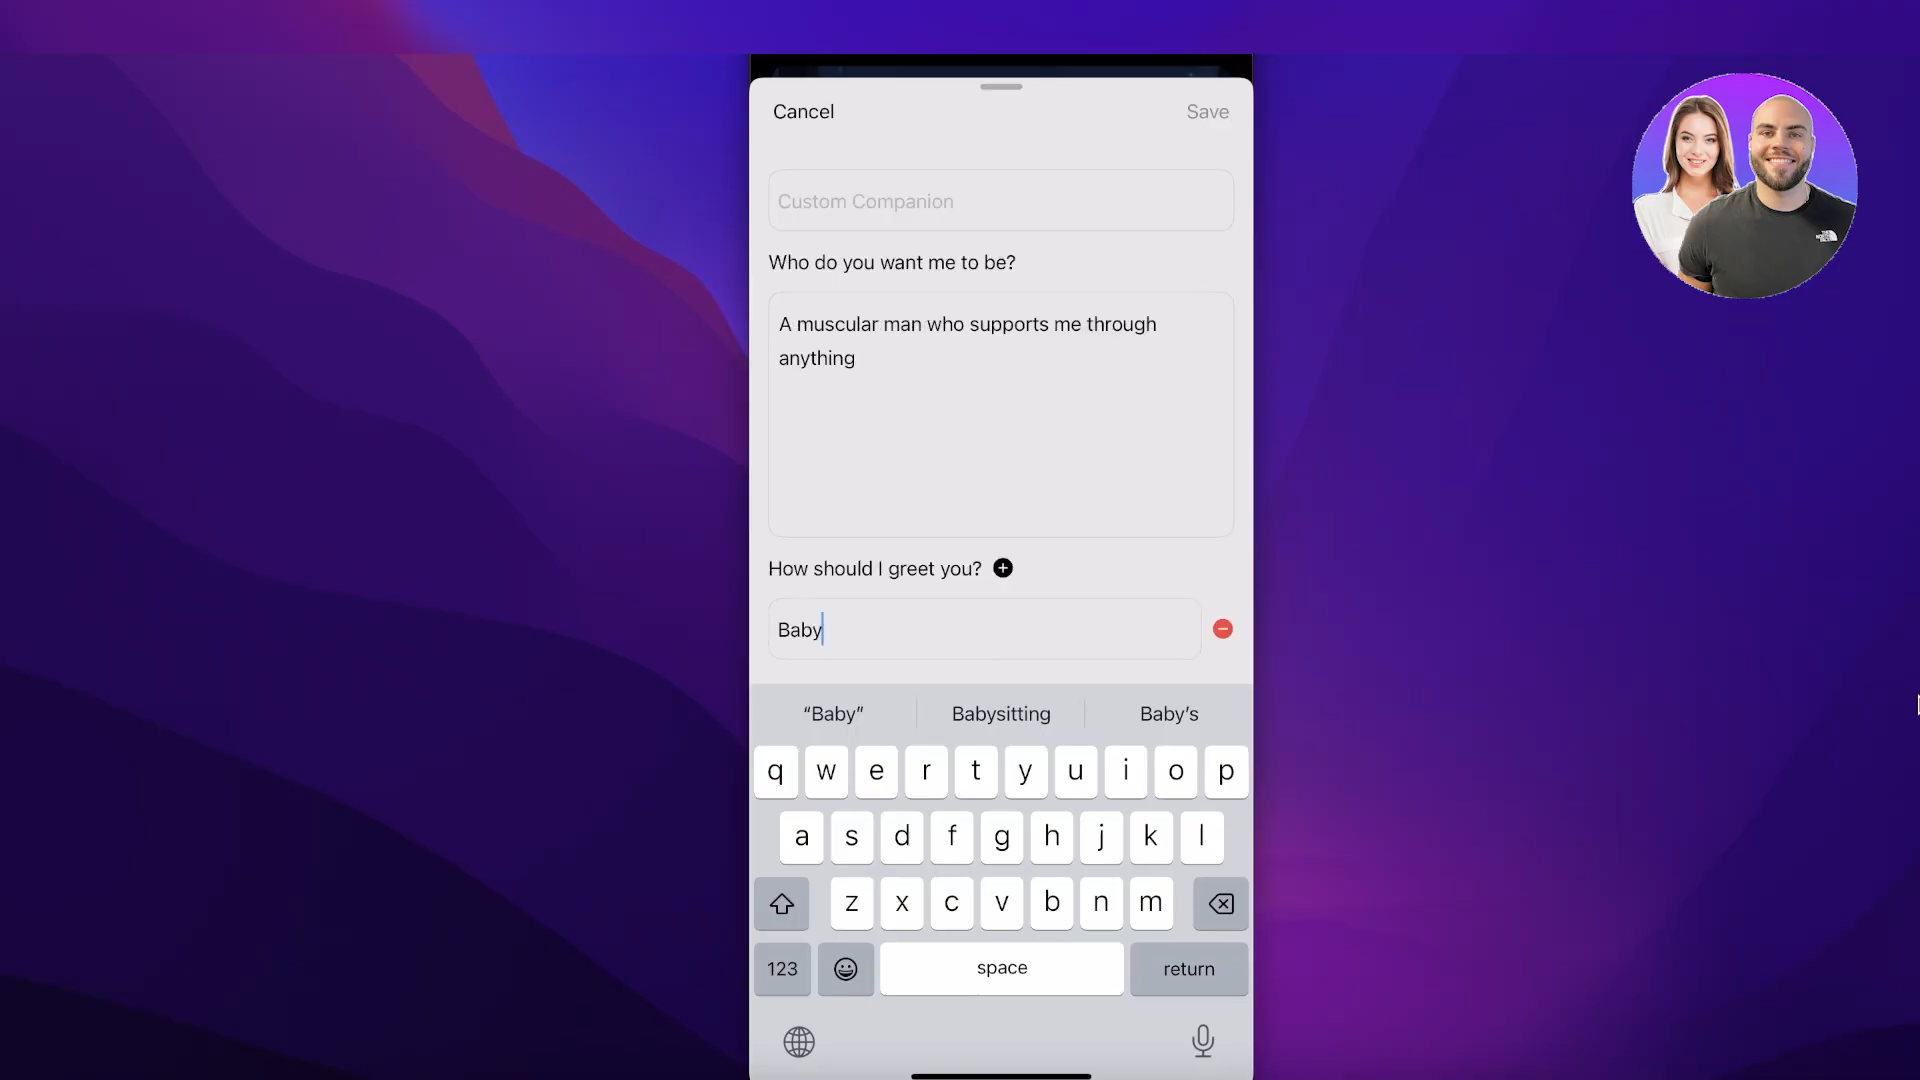 Cancel
Save
Custom Companion
Who do you want me to be?
A muscular man who supports me through
anything
How should I greet you?
Baby
“Baby”
Babysitting
Baby’s
q w e r t y u i o p
a s d f g h j k l
z x c v b n m
123
space
return